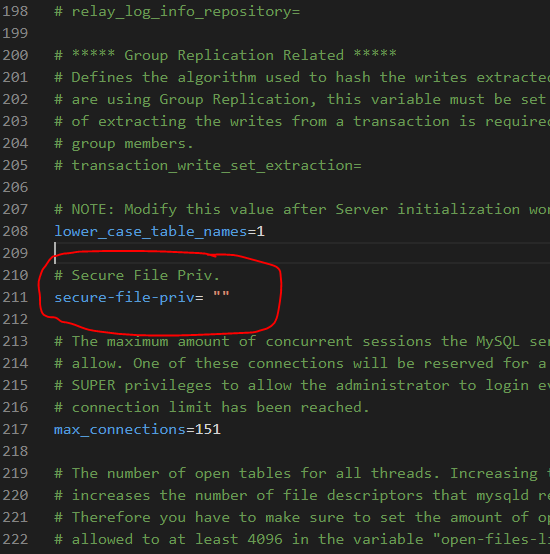 198 # relay_log_info_repository=
199
200 # ***** Group Replication Related *****
201 # Defines the algorithm used to hash the writes extracted
202 # are using Group Replication, this variable must be set
203 # of extracting the writes from a transaction is required
204 # group members.
205 # transaction_write_set_extraction=
206
207 # NOTE: Modify this value after Server initialization wo
208 lower_case_table_names=1
209
210 # Secure File Priv.
211 secure-file-priv= ""
212
213 # The maximum amount of concurrent sessions the MySQL se
214 # allow. One of these connections will be reserved for a
215 # SUPER privileges to allow the administrator to login e
216 # connection limit has been reached.
217 max_connections=151
218
219 # The number of open tables for all threads. Increasing
220 # increases the number of file descriptors that mysqld re
221 # Therefore you have to make sure to set the amount of op
222 # allowed to at least 4096 in the variable "open-files-li